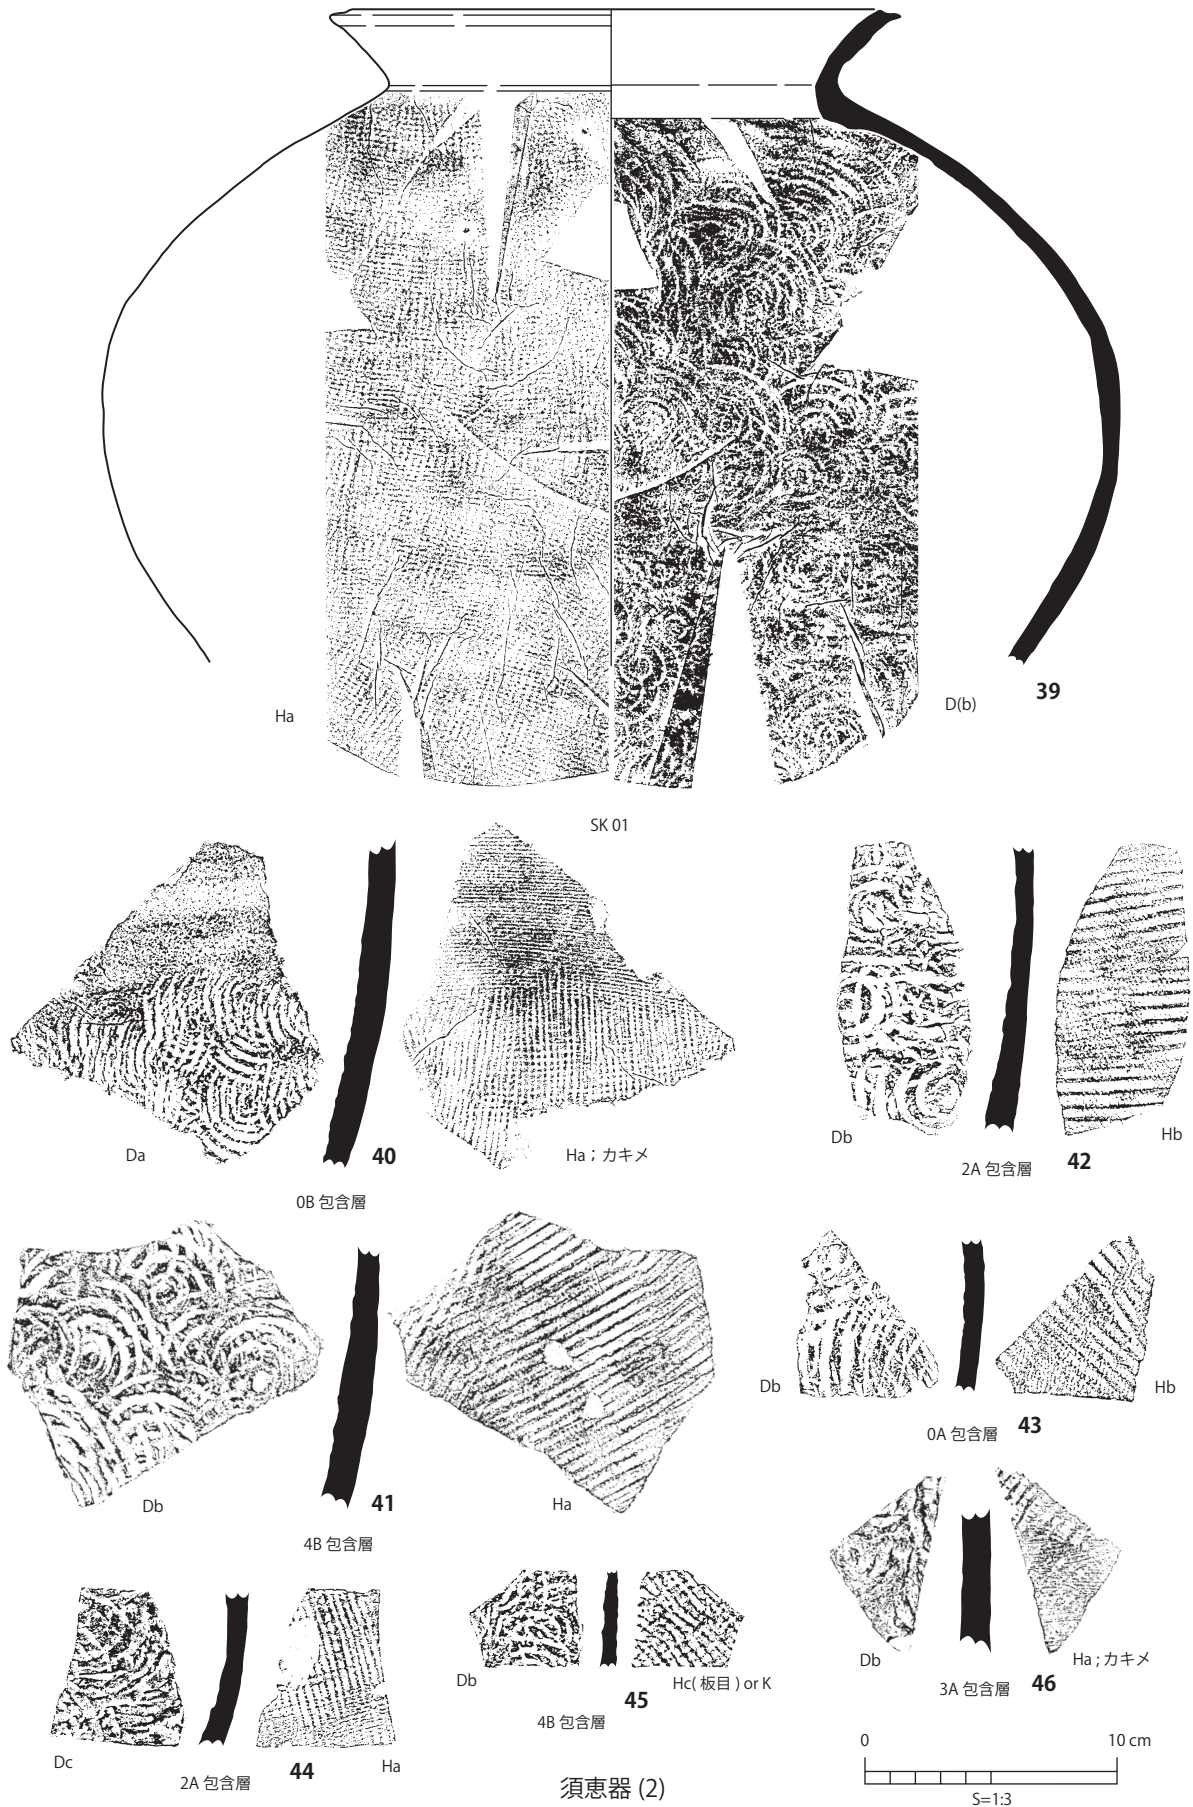 Ha
D(b)
39
SK 01
Da
40
Ha ; カキメ
0B 包含層
Db
42
Hb
2A 包含層
Db
41
Ha
4B 包含層
Db
43
Hb
0A 包含層
Dc
44
Ha
2A 包含層
Db
45
Hc( 板目 ) or K
4B 包含層
Db
46
Ha ; カキメ
3A 包含層
0 10 cm
S=1:3
須恵器 (2)